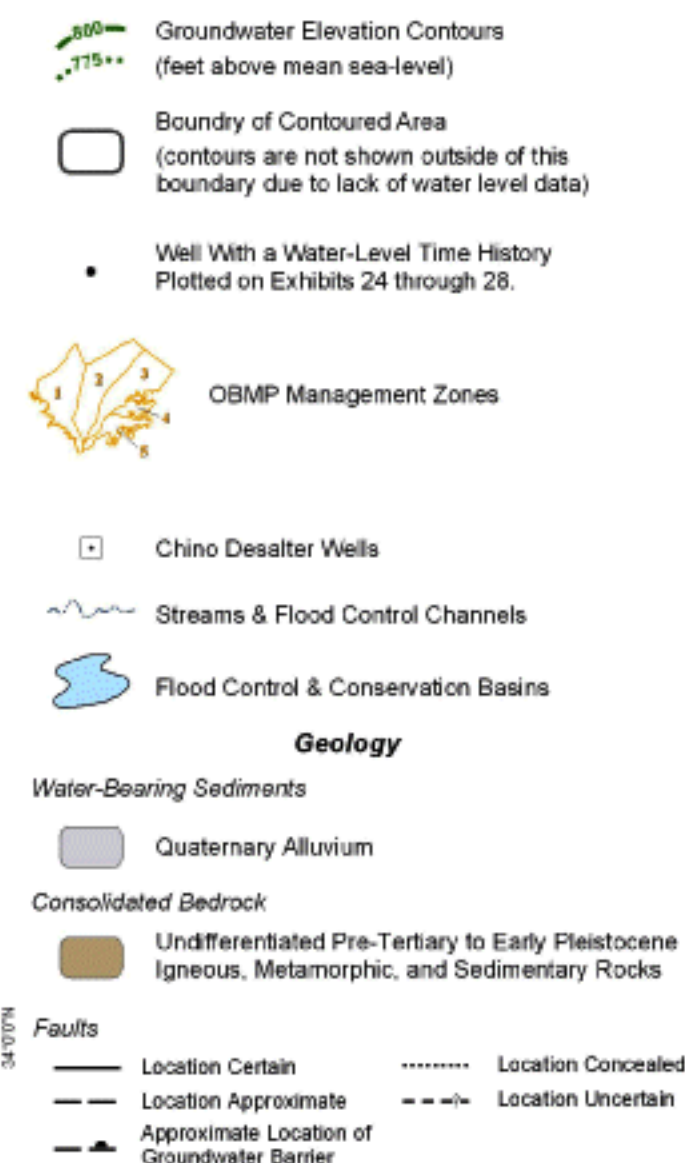 800
Groundwater Elevation Contours
775
(feet above mean sea-level)
Boundry of Contoured Area
(contours are not shown outside of this
boundary due to lack of water level data)
Well With a Water-Level Time History
Plotted on Exhibits 24 through 28.
1
2
3
4
5
OBMP Management Zones
Chino Desalter Wells
Streams & Flood Control Channels
Flood Control & Conservation Basins
Geology
Water-Bearing Sediments
Quaternary Alluvium
Consolidated Bedrock
Undifferentiated Pre-Tertiary to Early Pleistocene
Igneous, Metamorphic, and Sedimentary Rocks
34°0'0"N
Faults
Location Certain
Location Concealed
Location Approximate
?
Location Uncertain
Approximate Location of
Groundwater Barrier